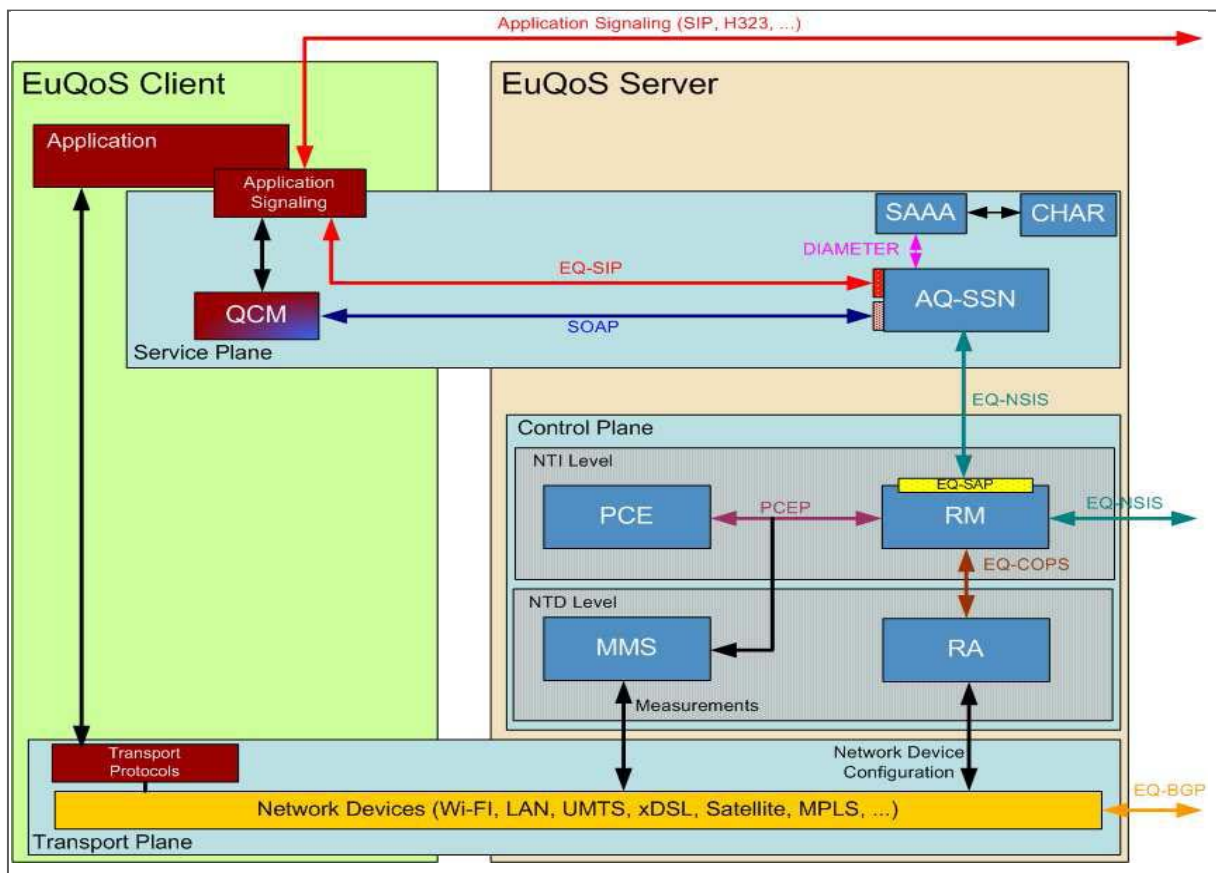 Application Signaling (SIP, H323, ...)
EuQoS Client
EuQoS Server
Application
Application
Signaling
SAAA
CHAR
DIAMETER
EQ-SIP
AQ-SSN
QCM
SOAP
Service Plane
EQ-NSIS
Control Plane
NTI Level
EQ-SAP
PCE
PCEP
RM
EQ-NSIS
EQ-COPS
NTD Level
MMS
RA
Measurements
Transport
Protocols
Network Device
Configuration
Network Devices (Wi-FI, LAN, UMTS, xDSL, Satellite, MPLS, ...)
EQ-BGP
Transport Plane